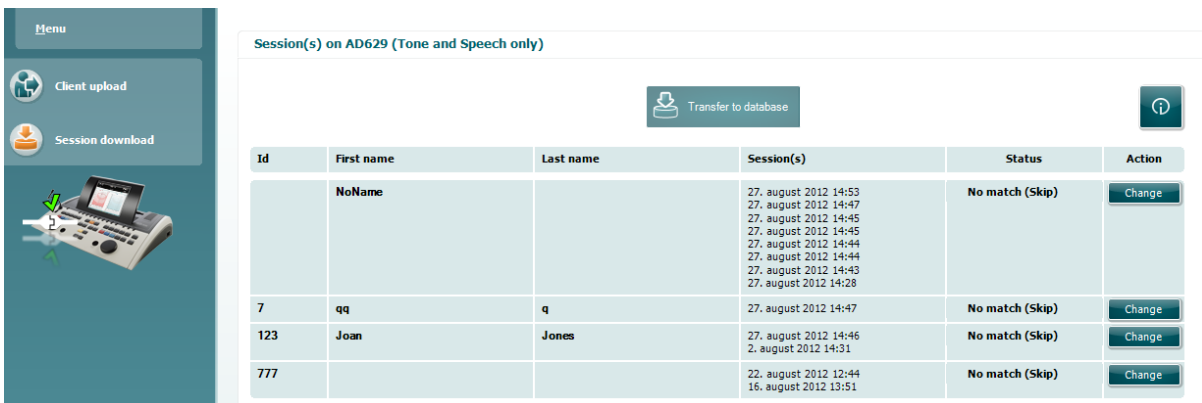 Menu
Client upload
Session download
Session(s) on AD629 (Tone and Speech only)
Transfer to database
Id First name Last name Session(s) Status Action
NoName 27. august 2012 14:53 No match (Skip) Change
27. august 2012 14:47
27. august 2012 14:45
27. august 2012 14:45
27. august 2012 14:44
27. august 2012 14:44
27. august 2012 14:43
27. august 2012 14:28
7 qq q 27. august 2012 14:47 No match (Skip) Change
123 Joan Jones 27. august 2012 14:46 No match (Skip) Change
2. august 2012 14:31
777 22. august 2012 12:44 No match (Skip) Change
16. august 2012 13:51